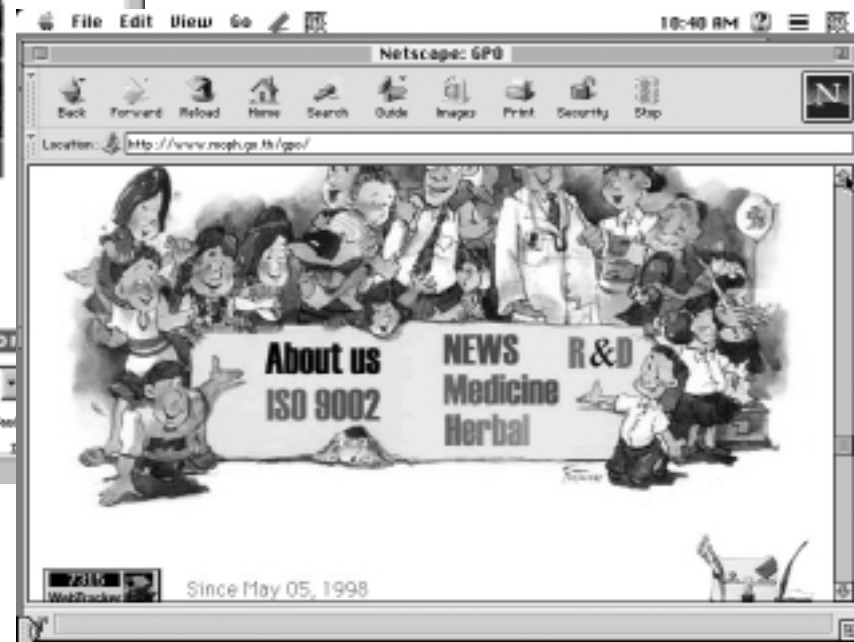 File Edit View Go 10:40 AM
Netscape: GPO
Back Forward Reload Home Search Guide Images Print Security Stop
N
Location: http://www.moph.go.th/gpo/
About us
ISO 9002
NEWS
Medicine
Herbal
R&D
7315
WebTracker
Since May 05, 1998